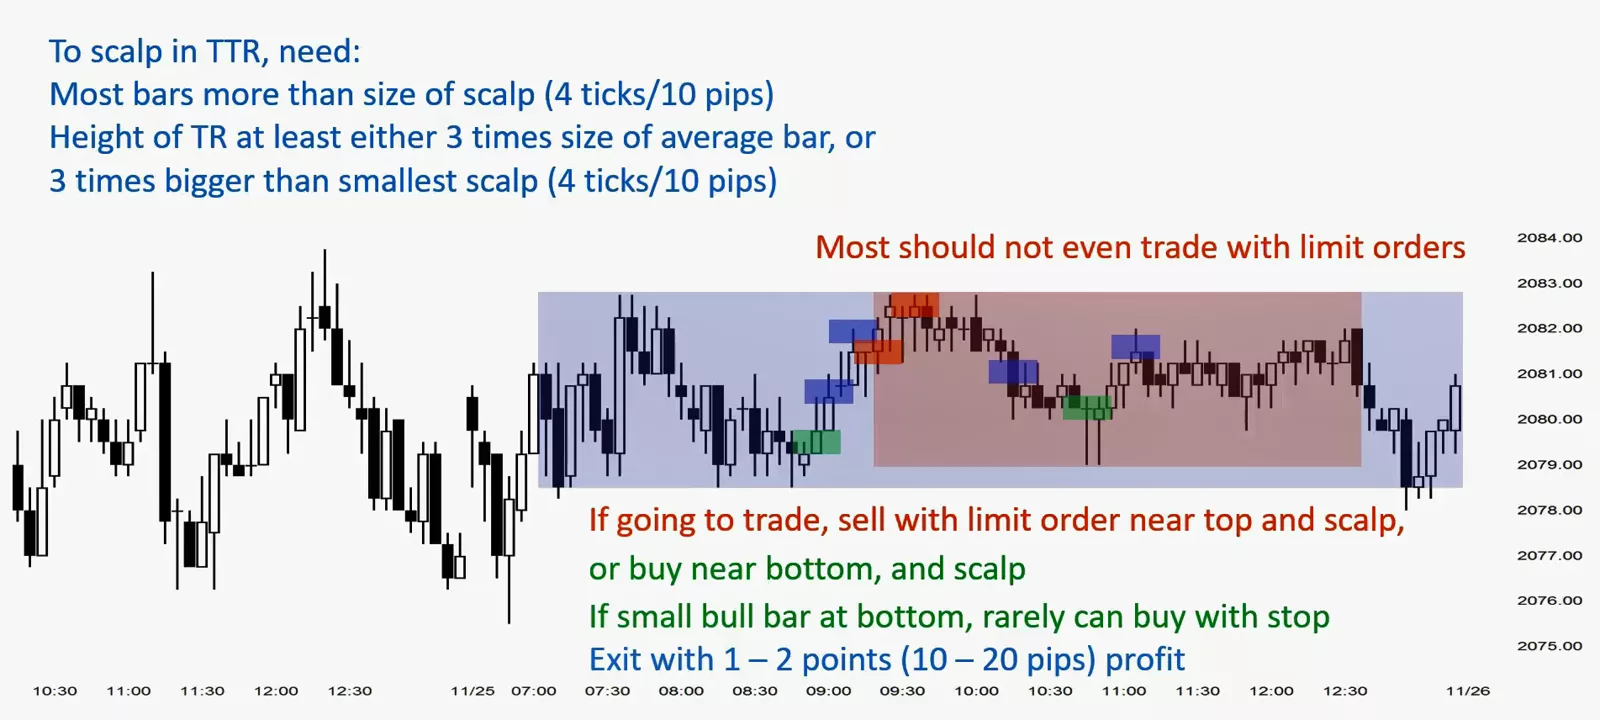 To scalp in TTR, need:
Most bars more than size of scalp (4 ticks/10 pips)
Height of TR at least either 3 times size of average bar, or
3 times bigger than smallest scalp (4 ticks/10 pips)
Most should not even trade with limit orders
2084.00
2083.00
2082.00
2081.00
2080.00
2079.00
2078.00
2077.00
2076.00
2075.00
If going to trade, sell with limit order near top and scalp,
or buy near bottom, and scalp
If small bull bar at bottom, rarely can buy with stop
Exit with 1 – 2 points (10 – 20 pips) profit
10:30 11:00 11:30 12:00 12:30 11/25 07:00 07:30 08:00 08:30 09:00 09:30 10:00 10:30 11:00 11:30 12:00 12:30 11/26